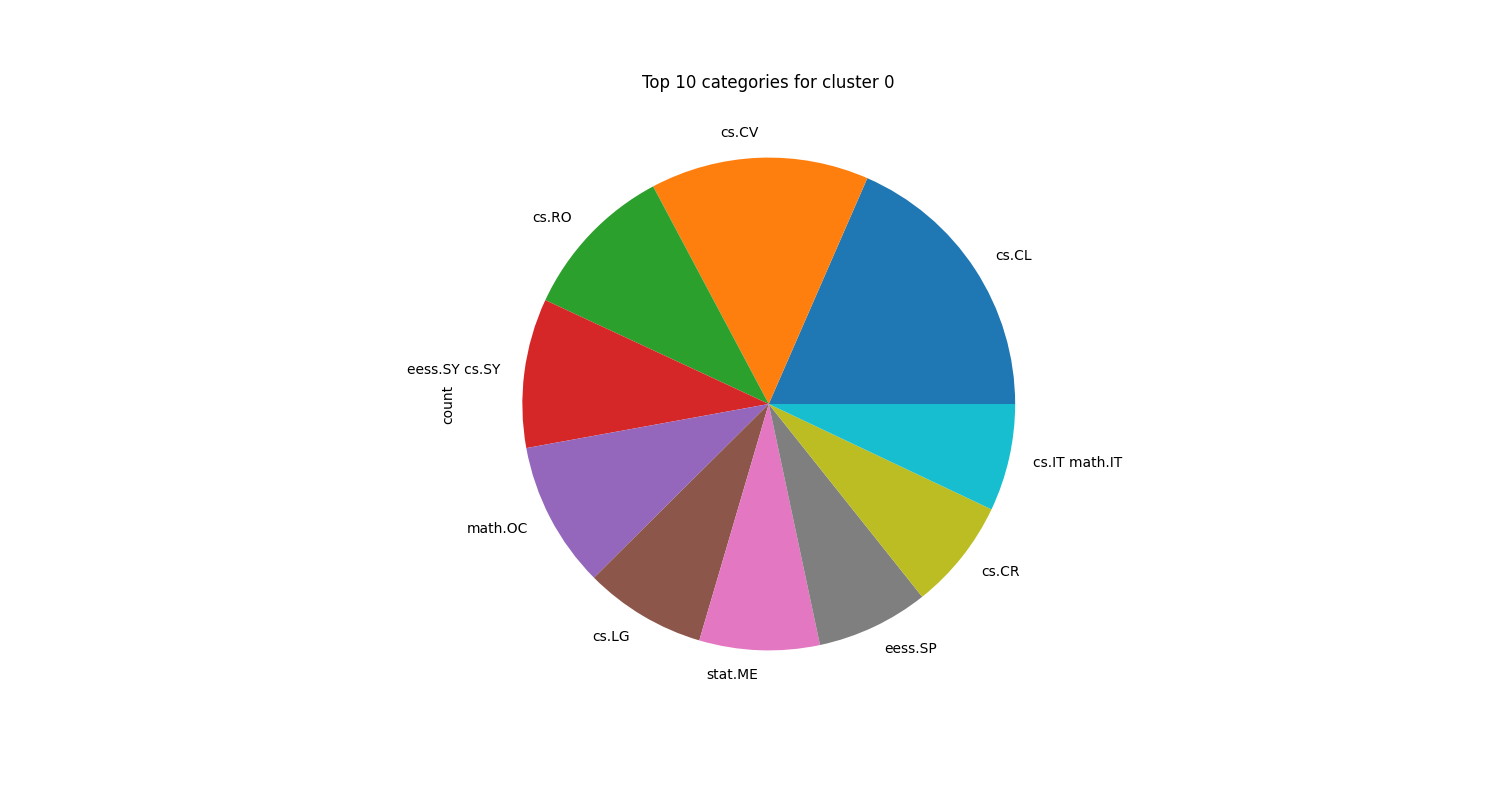 Top 10 categories for cluster 0
cs.CV
cs.RO
cs.CL
eess.SY cs.SY
count
cs.IT math.IT
math.OC
cs.CR
cs.LG
eess.SP
stat.ME